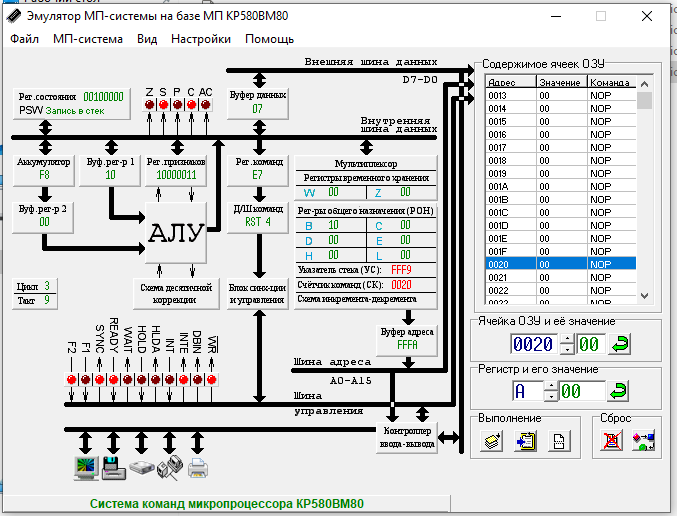 Эмулятор МП-системы на базе МП КР580ВМ80
Файл МП-система Вид Настройки Помощь
Внешняя шина данных
D7-D0
Рег.состояния 00100000
PSW Запись в стек
Z S P C AC
Буфер данных
07
Внутренняя
шина данных
Аккумулятор
F8
Буф.рег-р 1
10
Рег.признаков
10000011
Рег.команд
E7
Буф.рег-р 2
00
АЛУ
Д/Ш команд
RST 4
Схема десятичной
коррекции
Блок синх-ции
и управления
Цикл 3
Такт 9
Мультиплексор
Регистры временного хранения
W 00 Z 00
Рег-ры общего назначения (РОН)
B 10 C 00
D 00 E 00
H 00 L 00
Указатель стека (УС): FFF9
Счётчик команд (СК): 0020
Схема инкремента-декремента
Буфер адреса
FFFA
Шина адреса
A0-A15
Шина
управления
F2 F1 SYNC READY WAIT HOLD HLDA INT INTE DBIN WR
Контроллер
ввода-вывода
Содержимое ячеек ОЗУ
Адрес Значение Команда
0013 00 NOP
0014 00 NOP
0015 00 NOP
0016 00 NOP
0017 00 NOP
0018 00 NOP
0019 00 NOP
001A 00 NOP
001B 00 NOP
001C 00 NOP
001D 00 NOP
001E 00 NOP
001F 00 NOP
0020 00 NOP
0021 00 NOP
0022 00 NOP
Ячейка ОЗУ и её значение
0020 00
Регистр и его значение
A 00
Выполнение
Сброс
Система команд микропроцессора КР580ВМ80